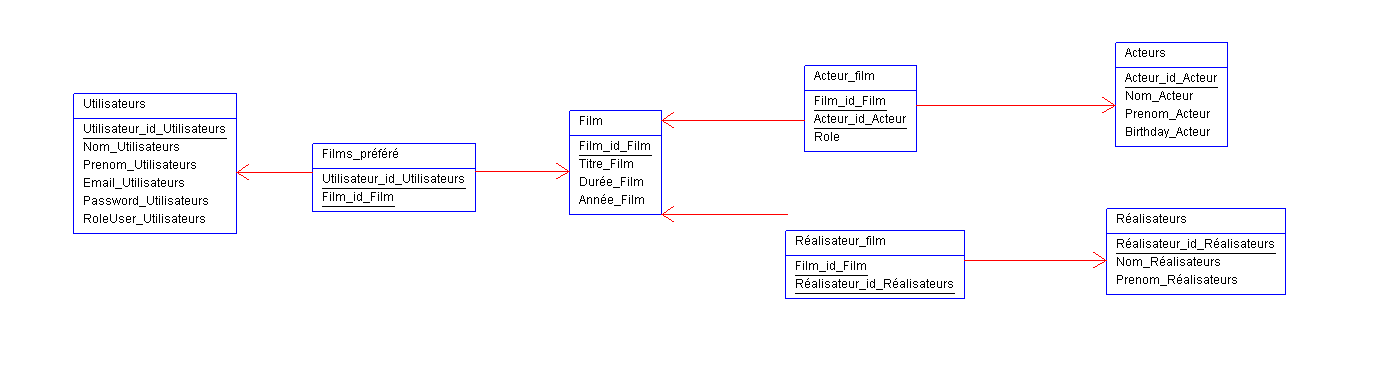 Utilisateurs
Utilisateur_id_Utilisateurs
Nom_Utilisateurs
Prenom_Utilisateurs
Email_Utilisateurs
Password_Utilisateurs
RoleUser_Utilisateurs
Films_préféré
Utilisateur_id_Utilisateurs
Film_id_Film
Film
Film_id_Film
Titre_Film
Durée_Film
Année_Film
Acteur_film
Film_id_Film
Acteur_id_Acteur
Role
Acteurs
Acteur_id_Acteur
Nom_Acteur
Prenom_Acteur
Birthday_Acteur
Réalisateur_film
Film_id_Film
Réalisateur_id_Réalisateurs
Réalisateurs
Réalisateur_id_Réalisateurs
Nom_Réalisateurs
Prenom_Réalisateurs